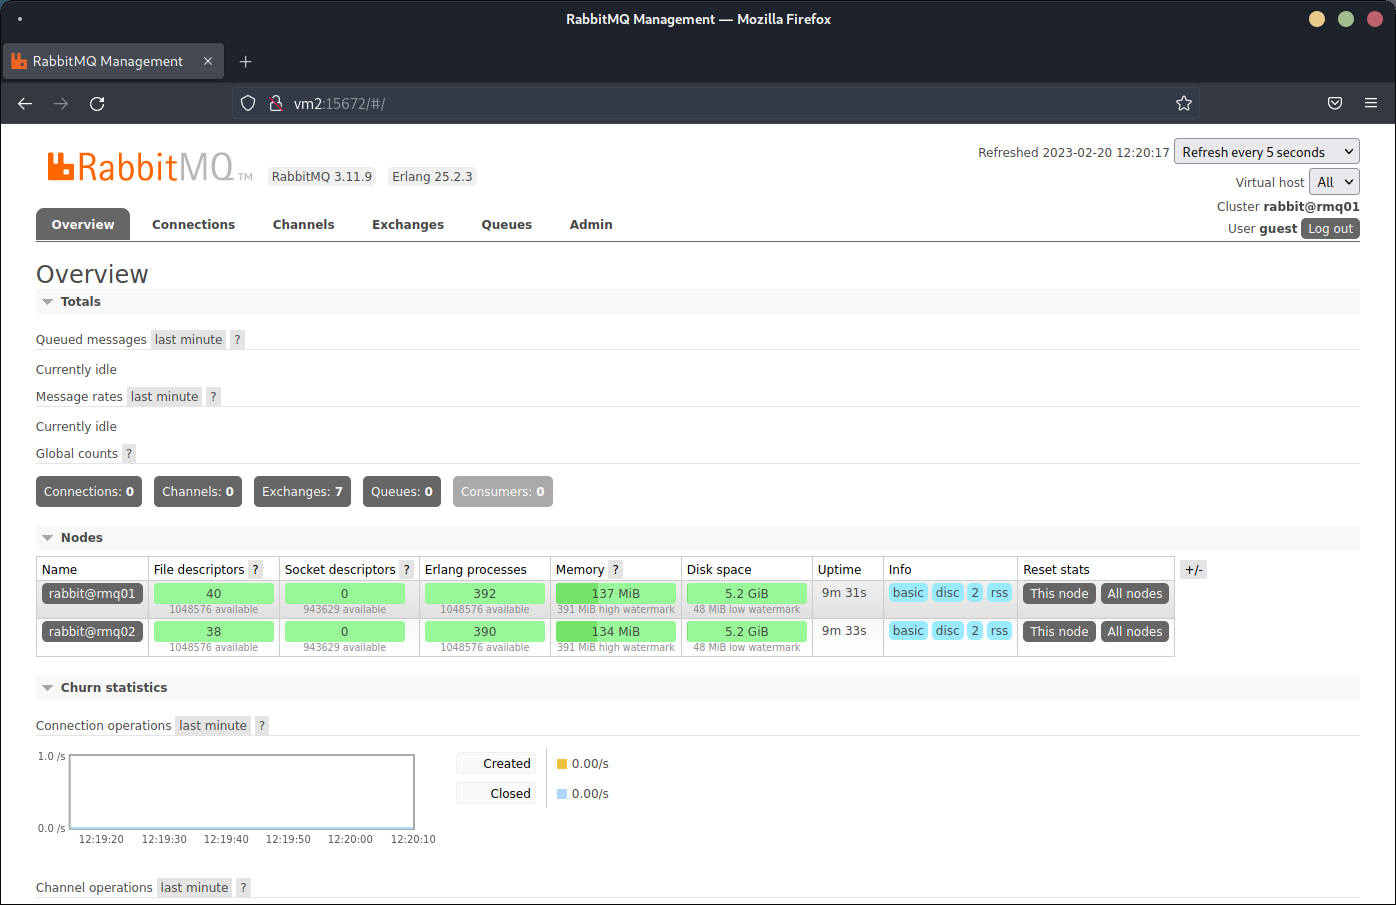 RabbitMQ Management — Mozilla Firefox
RabbitMQ Management
vm2:15672/#/
RabbitMQ TM RabbitMQ 3.11.9 Erlang 25.2.3
Refreshed 2023-02-20 12:20:17 Refresh every 5 seconds
Virtual host All
Cluster rabbit@rmq01
User guest Log out
Overview Connections Channels Exchanges Queues Admin
Overview
Totals
Queued messages last minute ?
Currently idle
Message rates last minute ?
Currently idle
Global counts ?
Connections: 0 Channels: 0 Exchanges: 7 Queues: 0 Consumers: 0
Nodes
Name File descriptors ? Socket descriptors ? Erlang processes Memory ? Disk space Uptime Info Reset stats +/-
rabbit@rmq01 40 0 392 137 MiB 5.2 GiB 9m 31s basic disc 2 rss This node All nodes
1048576 available 943629 available 1048576 available 391 MiB high watermark 48 MiB low watermark
rabbit@rmq02 38 0 390 134 MiB 5.2 GiB 9m 33s basic disc 2 rss This node All nodes
1048576 available 943629 available 1048576 available 391 MiB high watermark 48 MiB low watermark
Churn statistics
Connection operations last minute ?
1.0 /s
Created 0.00/s
Closed 0.00/s
0.0 /s
12:19:20 12:19:30 12:19:40 12:19:50 12:20:00 12:20:10
Channel operations last minute ?